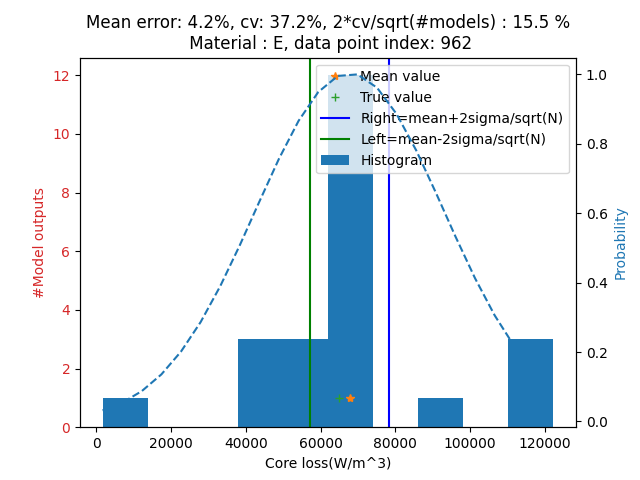 Mean error: 4.2%, cv: 37.2%, 2*cv/sqrt(#models) : 15.5 %
Material : E, data point index: 962
12
10
8
6
4
2
0
#Model outputs
Mean value
True value
Right=mean+2sigma/sqrt(N)
Left=mean-2sigma/sqrt(N)
Histogram
1.0
0.8
0.6
0.4
0.2
0.0
Probability
0 20000 40000 60000 80000 100000 120000
Core loss(W/m^3)